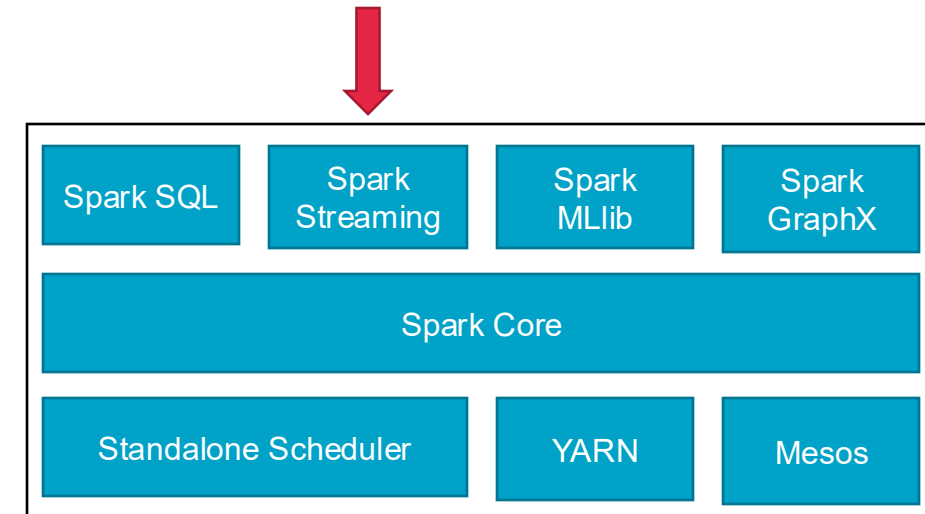 Spark SQL
Spark
Streaming
Spark
MLlib
Spark
GraphX
Spark Core
Standalone Scheduler
YARN
Mesos